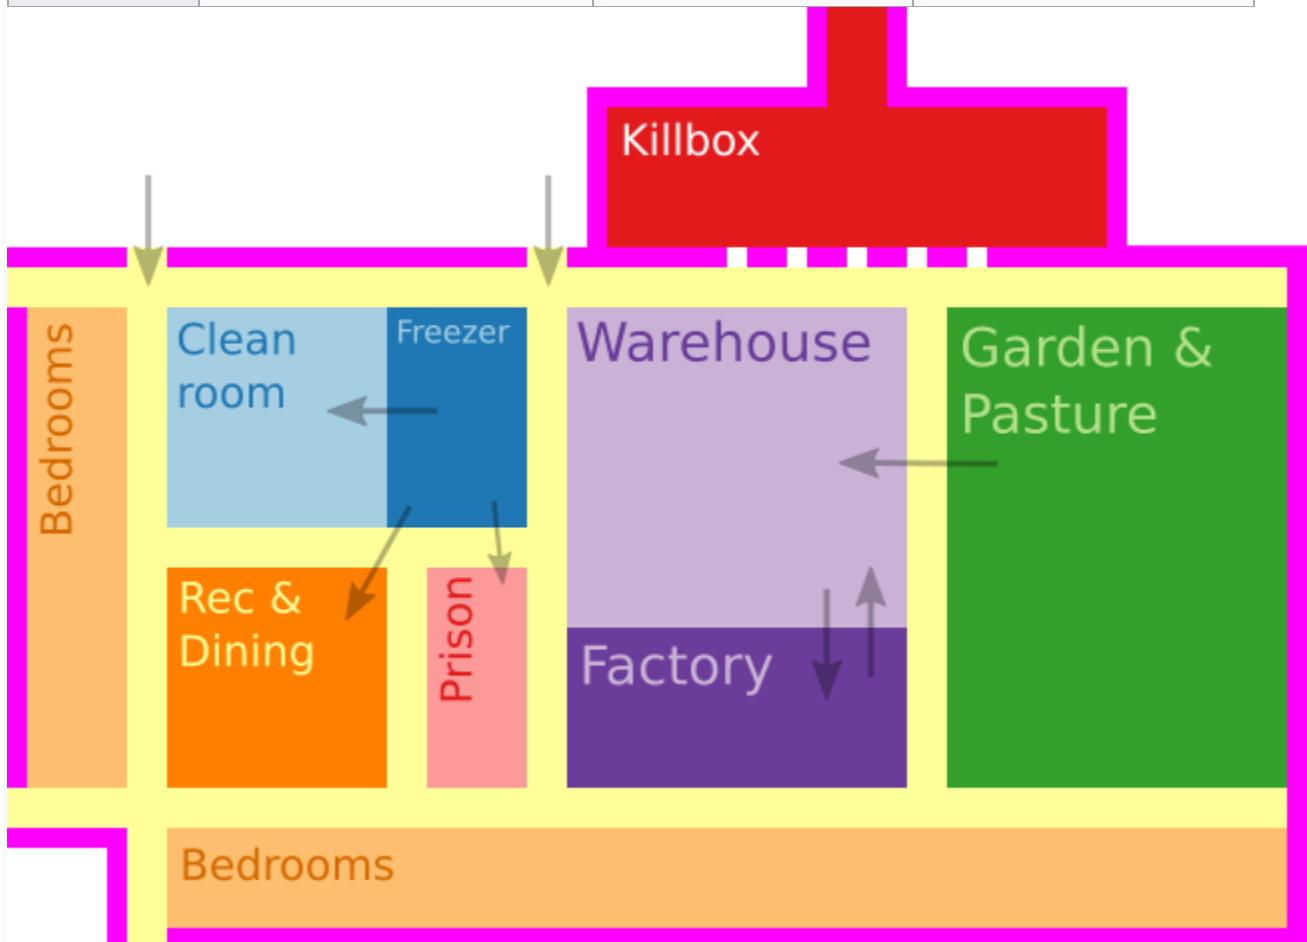 Killbox
Bedrooms
Clean
room
Freezer
Warehouse
Garden &
Pasture
Rec &
Dining
Prison
Factory
Bedrooms